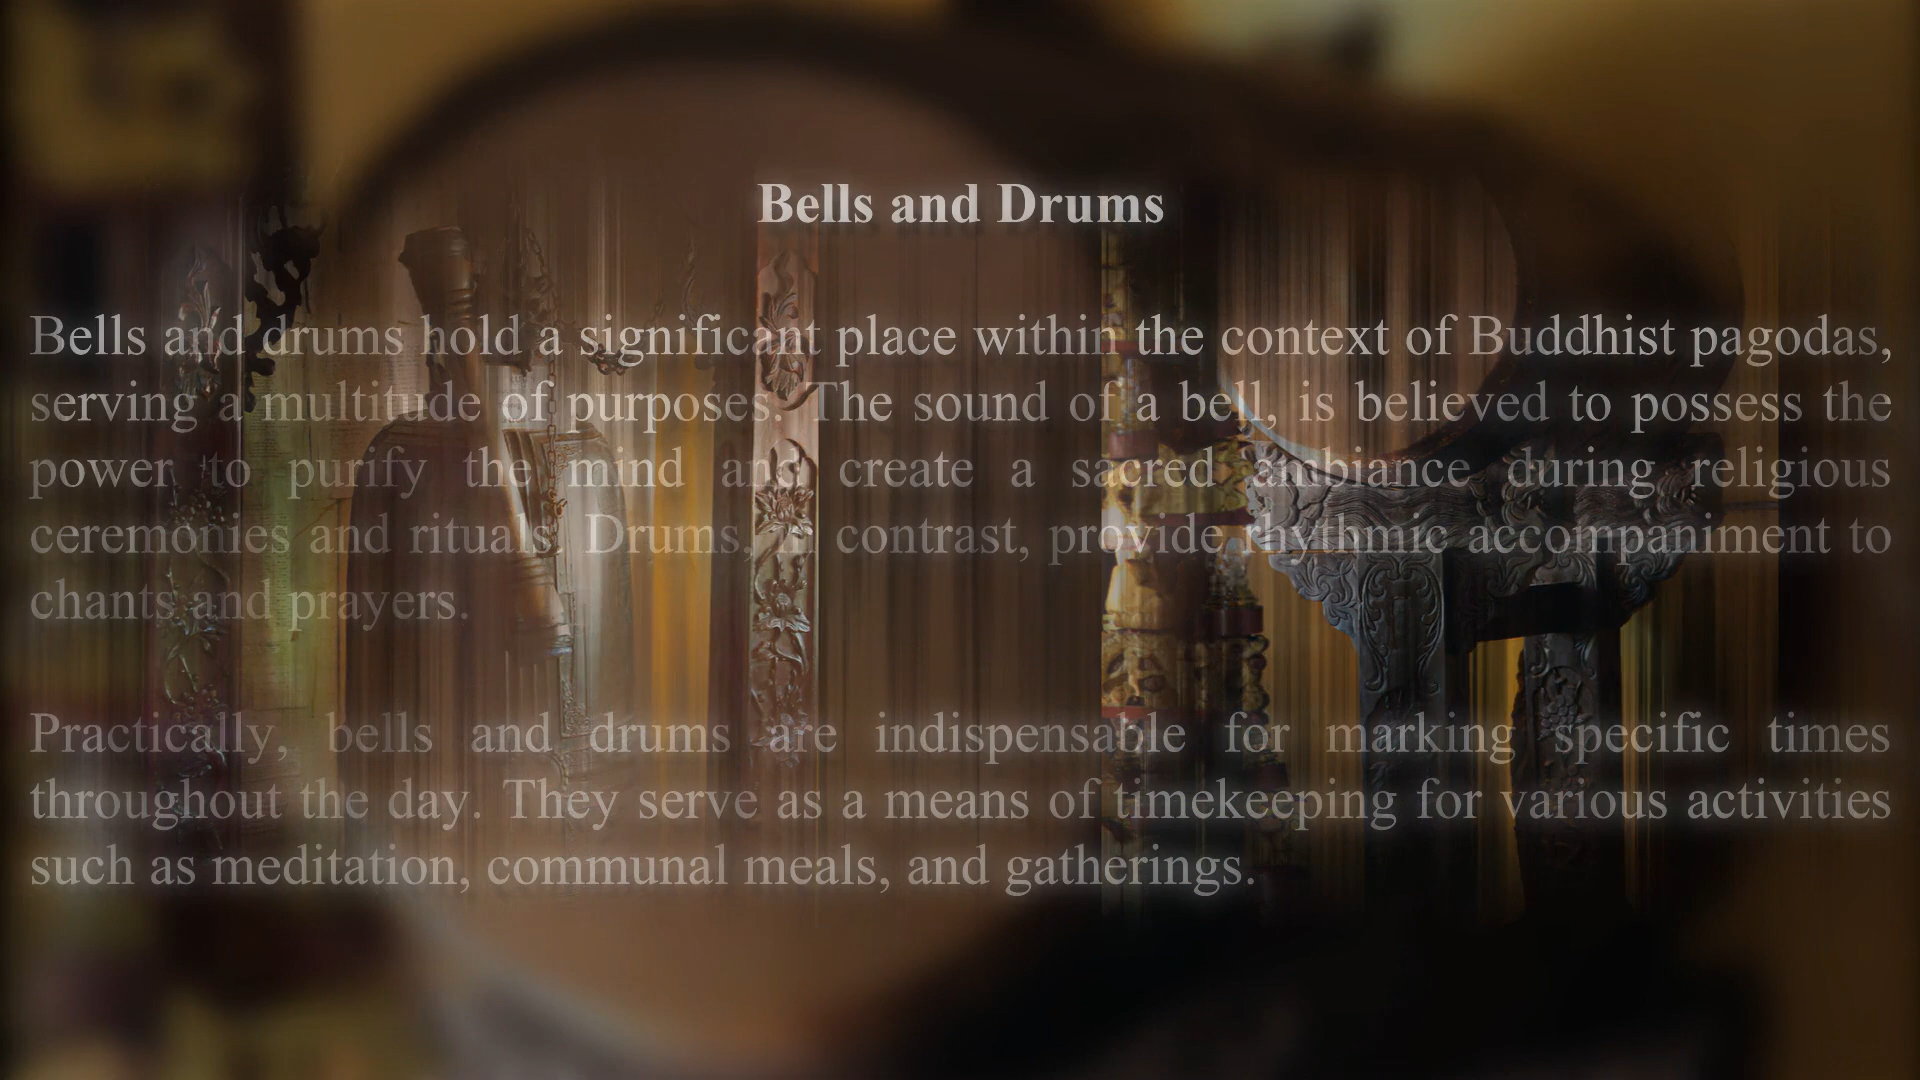 Bells and Drums
Bells and drums hold a significant place within the context of Buddhist pagodas,
serving a multitude of purposes. The sound of a bell, is believed to possess the
power to purify the mind and create a sacred ambiance during religious
ceremonies and rituals. Drums, in contrast, provide rhythmic accompaniment to
chants and prayers.
Practically, bells and drums are indispensable for marking specific times
throughout the day. They serve as a means of timekeeping for various activities
such as meditation, communal meals, and gatherings.